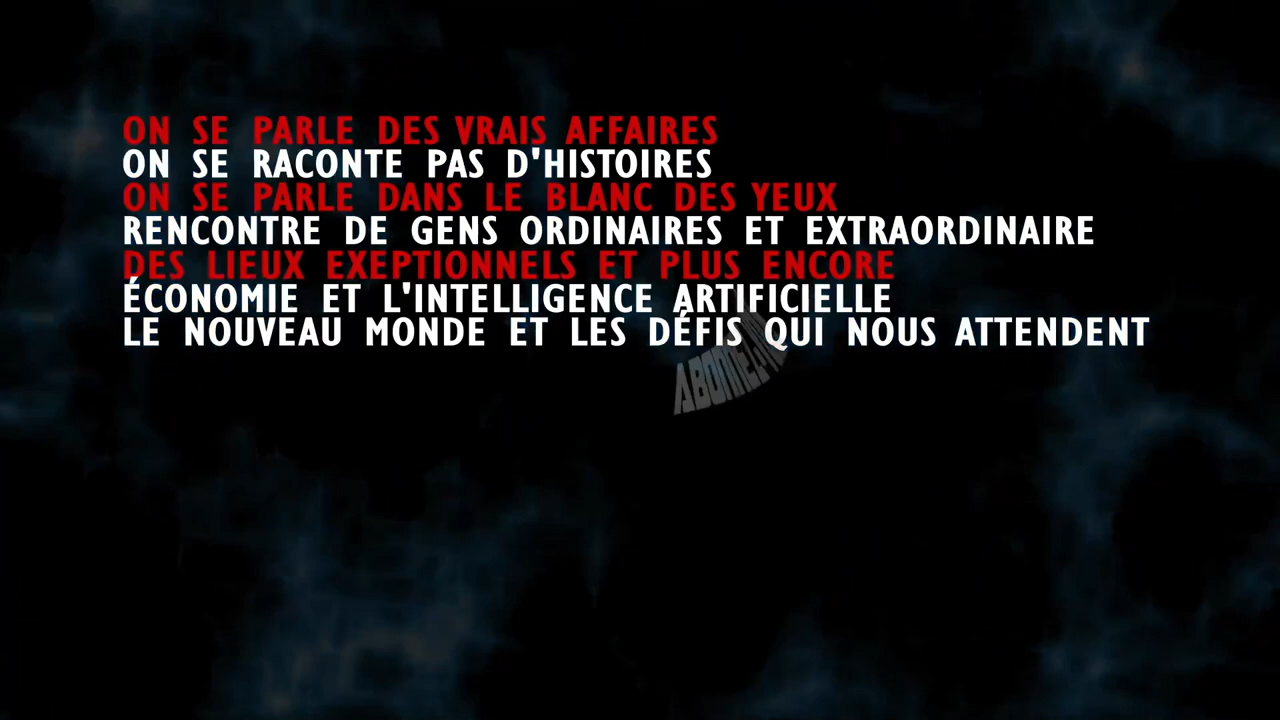 ON SE PARLE DES VRAIS AFFAIRES
ON SE RACONTE PAS D'HISTOIRES
ON SE PARLE DANS LE BLANC DES YEUX
RENCONTRE DE GENS ORDINAIRES ET EXTRAORDINAIRE
DES LIEUX EXEPTIONNELS ET PLUS ENCORE
ÉCONOMIE ET L'INTELLIGENCE ARTIFICIELLE
LE NOUVEAU MONDE ET LES DÉFIS QUI NOUS ATTENDENT